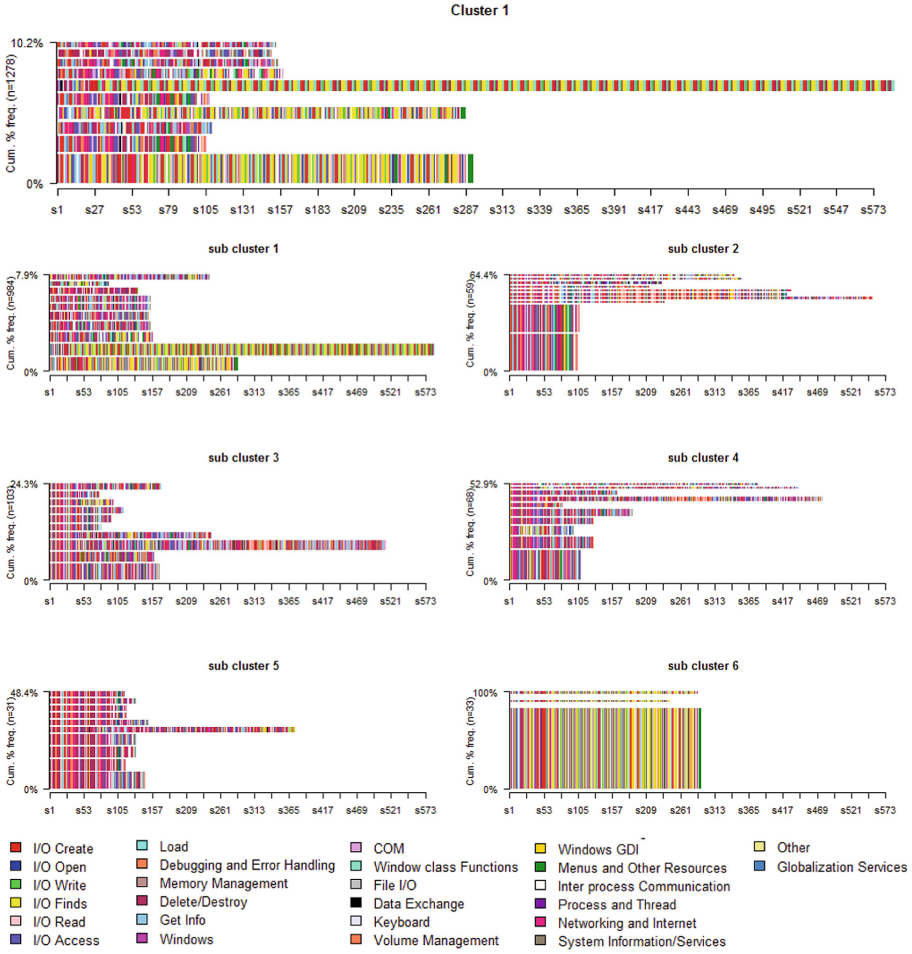 Cluster 1
10.2%
Cum. % freq. (n=1278)
0%
s1 s27 s53 s79 s105 s131 s157 s183 s209 s235 s261 s287 s313 s339 s365 s391 s417 s443 s469 s495 s521 s547 s573
sub cluster 1
7.9%
Cum. % freq. (n=984)
0%
s1 s53 s105 s157 s209 s261 s313 s365 s417 s469 s521 s573
sub cluster 2
64.4%
Cum. % freq. (n=59)
0%
s1 s53 s105 s157 s209 s261 s313 s365 s417 s469 s521 s573
sub cluster 3
24.3%
Cum. % freq. (n=133)
0%
s1 s53 s105 s157 s209 s261 s313 s365 s417 s469 s521 s573
sub cluster 4
52.9%
Cum. % freq. (n=68)
0%
s1 s53 s105 s157 s209 s261 s313 s365 s417 s469 s521 s573
sub cluster 5
48.4%
Cum. % freq. (n=31)
0%
s1 s53 s105 s157 s209 s261 s313 s365 s417 s469 s521 s573
sub cluster 6
100%
Cum. % freq. (n=33)
0%
s1 s53 s105 s157 s209 s261 s313 s365 s417 s469 s521 s573
I/O Create
I/O Open
I/O Write
I/O Finds
I/O Read
I/O Access
Load
Debugging and Error Handling
Memory Management
Delete/Destroy
Get Info
Windows
COM
Window class Functions
File I/O
Data Exchange
Keyboard
Volume Management
Windows GDI
Menus and Other Resources
Inter process Communication
Process and Thread
Networking and Internet
System Information/Services
Other
Globalization Services